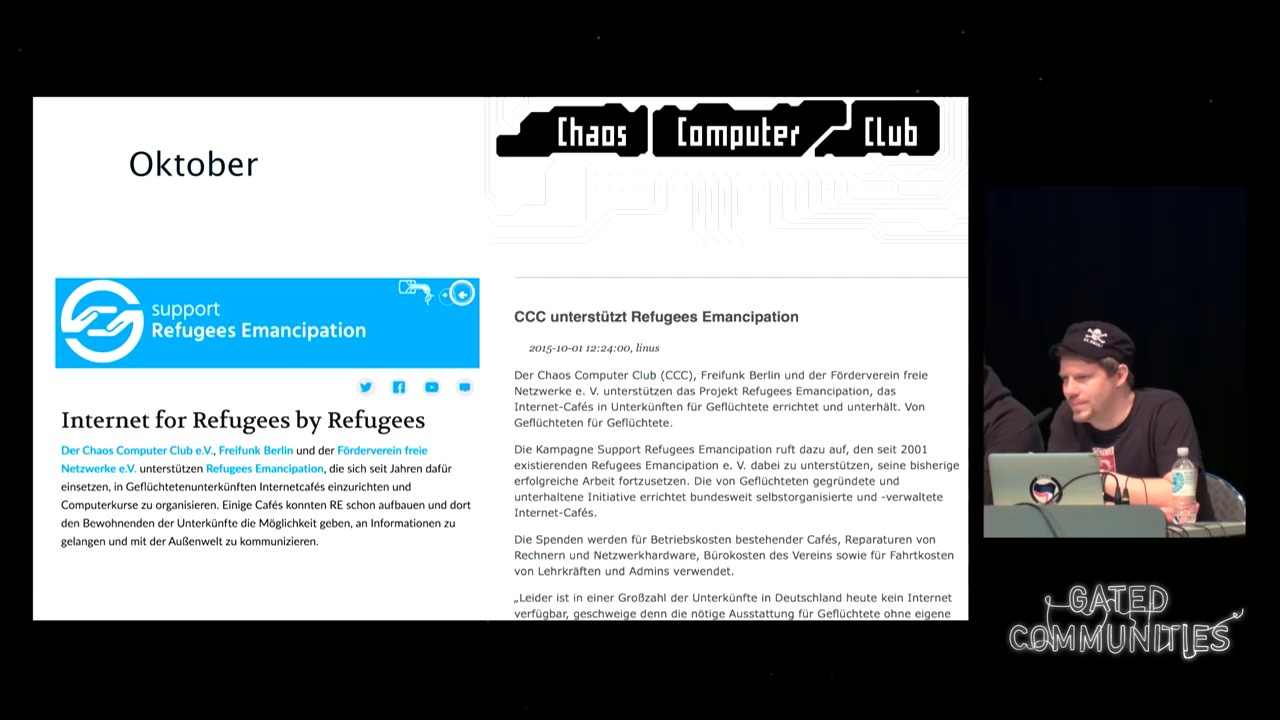 Oktober
Chaos Computer Club
support
Refugees Emancipation
Internet for Refugees by Refugees
Der Chaos Computer Club e.V., Freifunk Berlin und der Förderverein freie
Netzwerke e.V. unterstützen Refugees Emancipation, die sich seit Jahren dafür
einsetzen, in Geflüchtetenunterkünften Internetcafés einzurichten und
Computerkurse zu organisieren. Einige Cafés konnten RE schon aufbauen und dort
den Bewohnenden der Unterkünfte die Möglichkeit geben, an Informationen zu
gelangen und mit der Außenwelt zu kommunizieren.
CCC unterstützt Refugees Emancipation
2015-10-01 12:24:00, linus
Der Chaos Computer Club (CCC), Freifunk Berlin und der Förderverein freie
Netzwerke e. V. unterstützen das Projekt Refugees Emancipation, das
Internet-Cafés in Unterkünften für Geflüchtete errichtet und unterhält. Von
Geflüchteten für Geflüchtete.
Die Kampagne Support Refugees Emancipation ruft dazu auf, den seit 2001
existierenden Refugees Emancipation e. V. dabei zu unterstützen, seine bisherige
erfolgreiche Arbeit fortzusetzen. Die von Geflüchteten gegründete und
unterhaltene Initiative errichtet bundesweit selbstorganisierte und -verwaltete
Internet-Cafés.
Die Spenden werden für Betriebskosten bestehender Cafés, Reparaturen von
Rechnern und Netzwerkhardware, Bürokosten des Vereins sowie für Fahrtkosten
von Lehrkräften und Admins verwendet.
„Leider ist in einer Großzahl der Unterkünfte in Deutschland heute kein Internet
verfügbar, geschweige denn die nötige Ausstattung für Geflüchtete ohne eigene
GATED
COMMUNITIES